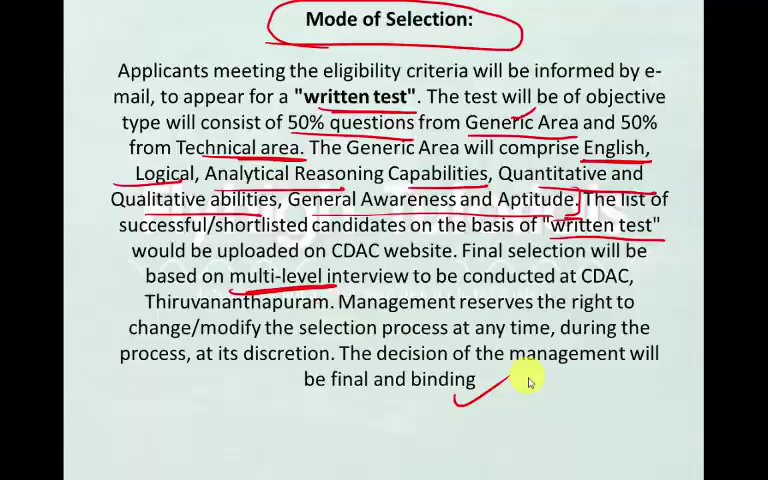 Mode of Selection:
Applicants meeting the eligibility criteria will be informed by e-
mail, to appear for a "written test". The test will be of objective
type will consist of 50% questions from Generic Area and 50%
from Technical area. The Generic Area will comprise English,
Logical, Analytical Reasoning Capabilities, Quantitative and
Qualitative abilities, General Awareness and Aptitude. The list of
successful/shortlisted candidates on the basis of "written test"
would be uploaded on CDAC website. Final selection will be
based on multi-level interview to be conducted at CDAC,
Thiruvananthapuram. Management reserves the right to
change/modify the selection process at any time, during the
process, at its discretion. The decision of the management will
be final and binding